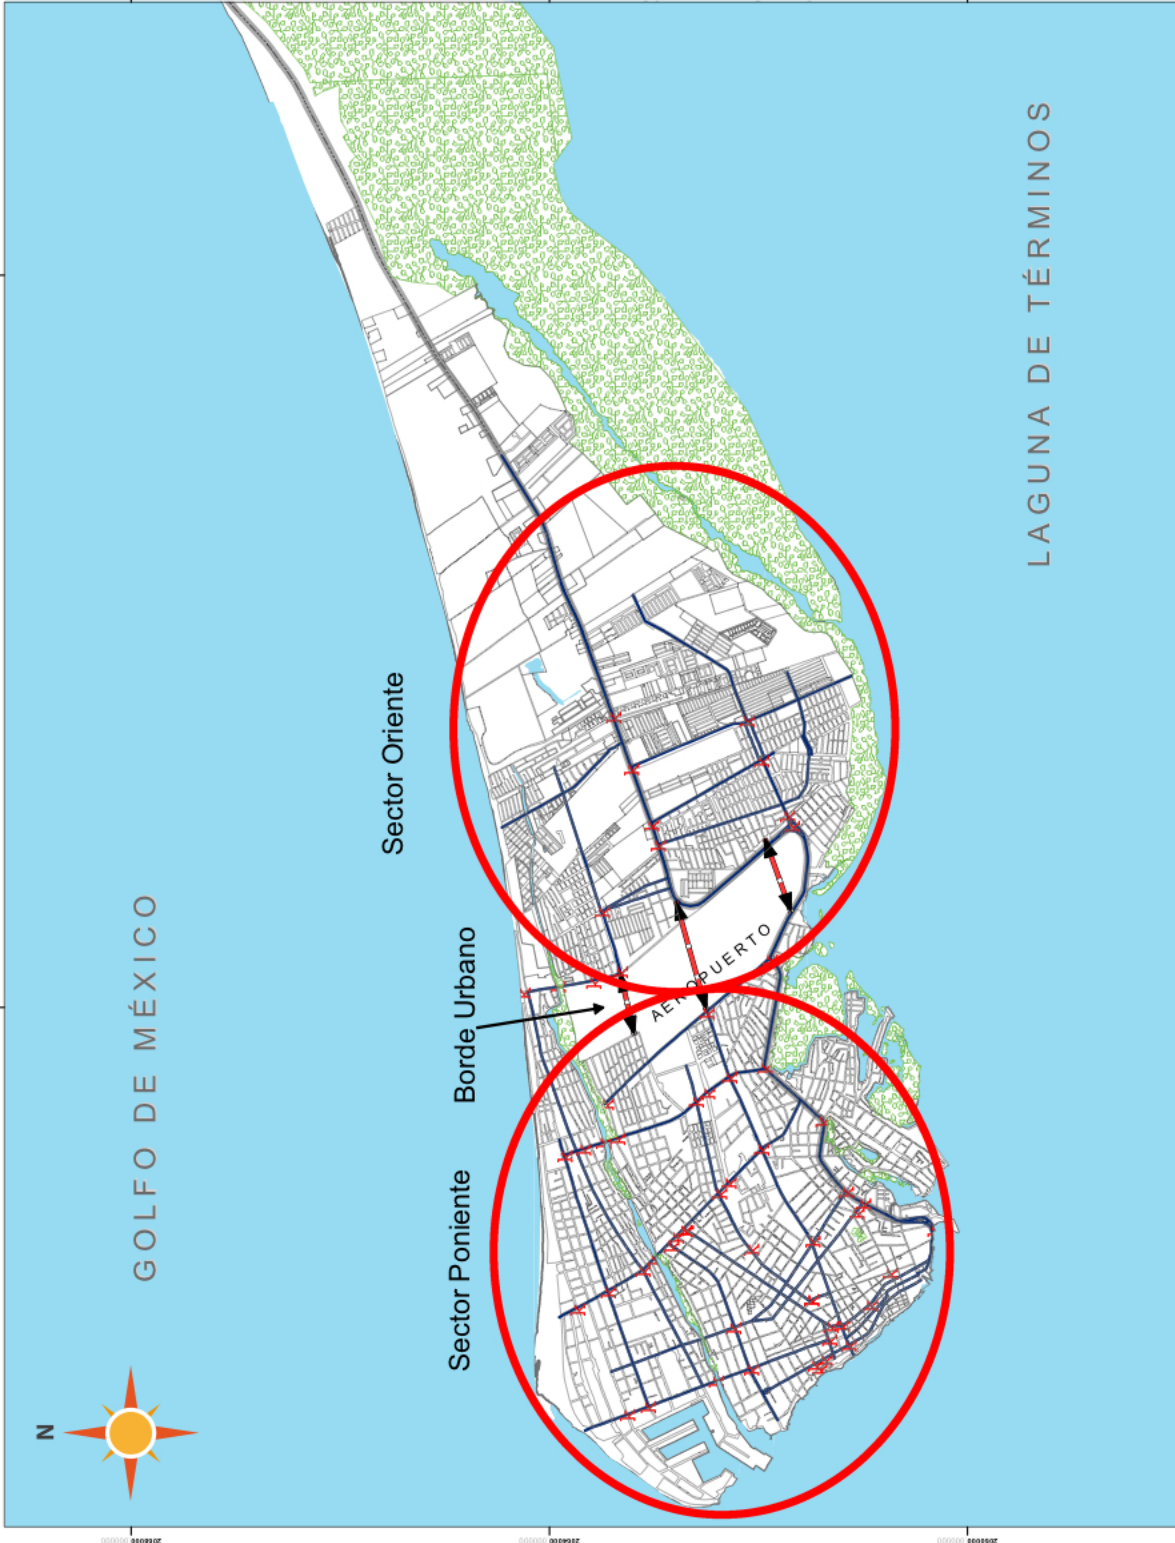 GOLFO DE MÉXICO
LAGUNA DE TÉRMINOS
Sector Oriente
Borde Urbano
Sector Poniente
AEROPUERTO
N